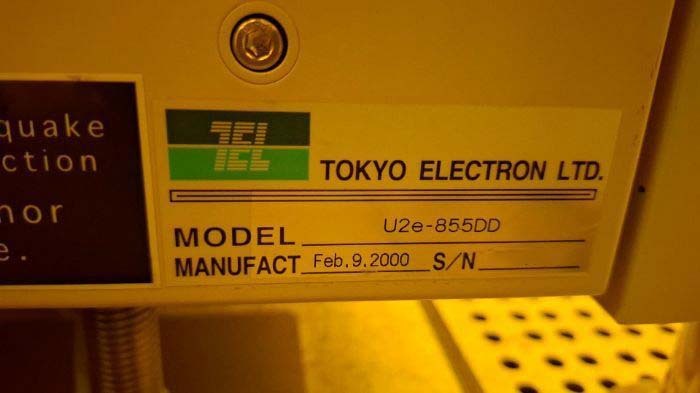 quake
ction
nor
e.
TEL
TOKYO ELECTRON LTD.
MODEL U2e-855DD
MANUFACT Feb.9.2000 S/N